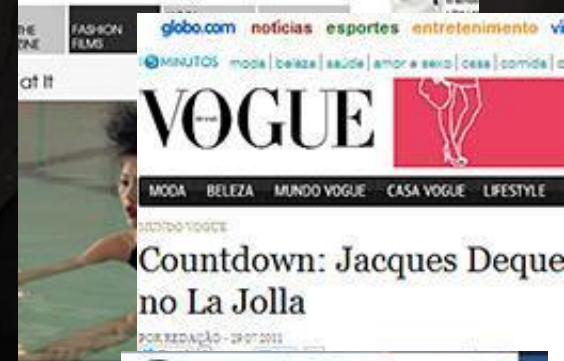 HE
FASHION
FILMS
at It
globo.com notícias esportes entretenimento
5 MINUTOS moda | beleza | saúde | amor e sexo | casa | comida |
VOGUE
MODA BELEZA MUNDO VOGUE CASA VOGUE LIFESTYLE
MUNDO VOGUE
Countdown: Jacques Deque
no La Jolla
POR REDAÇÃO - 29 07 2011